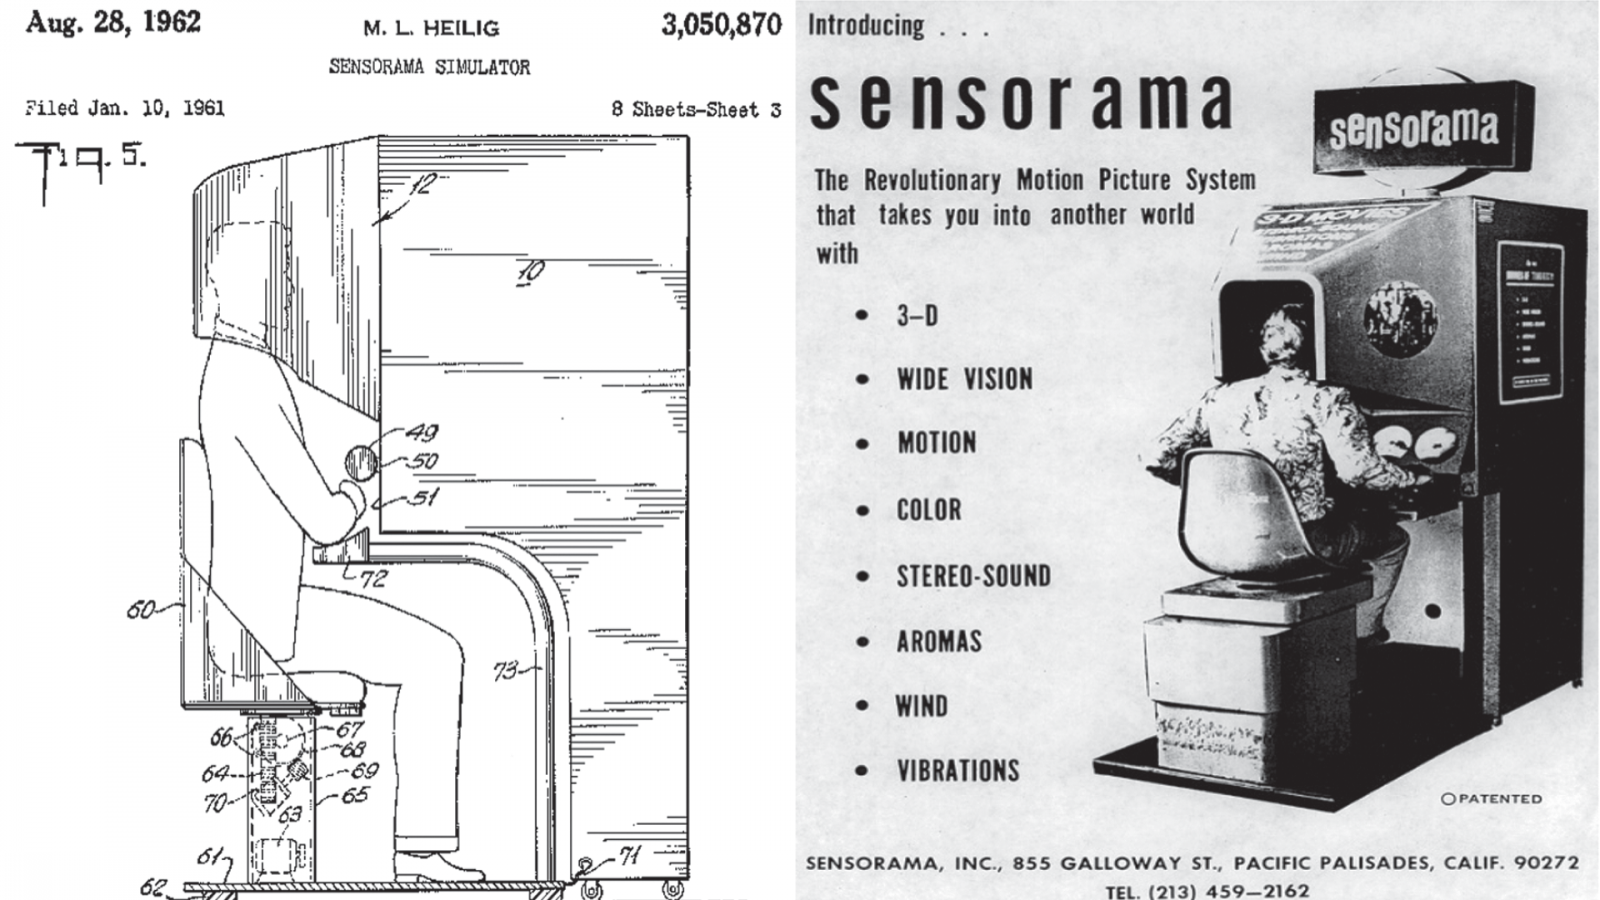 Aug. 28, 1962
M. L. HEILIG
3,050,870
SENSORAMA SIMULATOR
Filed Jan. 10, 1961
8 Sheets-Sheet 3
Fig. 5.
12
10
49
50
51
72
60
73
66
67
68
64
69
70
65
63
61
71
62
Introducing . . .
sensorama
sensorama
The Revolutionary Motion Picture System
that takes you into another world
with
3-D MOVIES
• 3-D
• WIDE VISION
• MOTION
• COLOR
• STEREO-SOUND
• AROMAS
• WIND
• VIBRATIONS
PATENTED
SENSORAMA, INC., 855 GALLOWAY ST., PACIFIC PALISADES, CALIF. 90272
TEL. (213) 459-2162